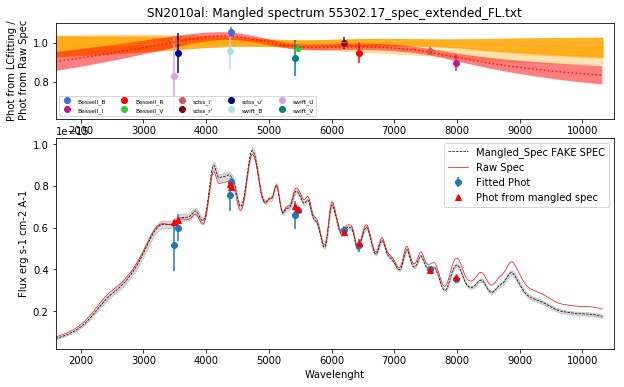 SN2010al: Mangled spectrum 55302.17_spec_extended_FL.txt
Phot from LCfitting /
Phot from Raw Spec
1.0
0.8
Bessell_B
Bessell_I
Bessell_R
Bessell_V
sdss_i'
sdss_r'
sdss_u'
swift_B
swift_U
swift_V
2000 3000 4000 5000 6000 7000 8000 9000 10000
Flux erg s-1 cm-2 A-1
1.0
0.8
0.6
0.4
0.2
Mangled_Spec FAKE SPEC
Raw Spec
Fitted Phot
Phot from mangled spec
2000 3000 4000 5000 6000 7000 8000 9000 10000
Wavelenght